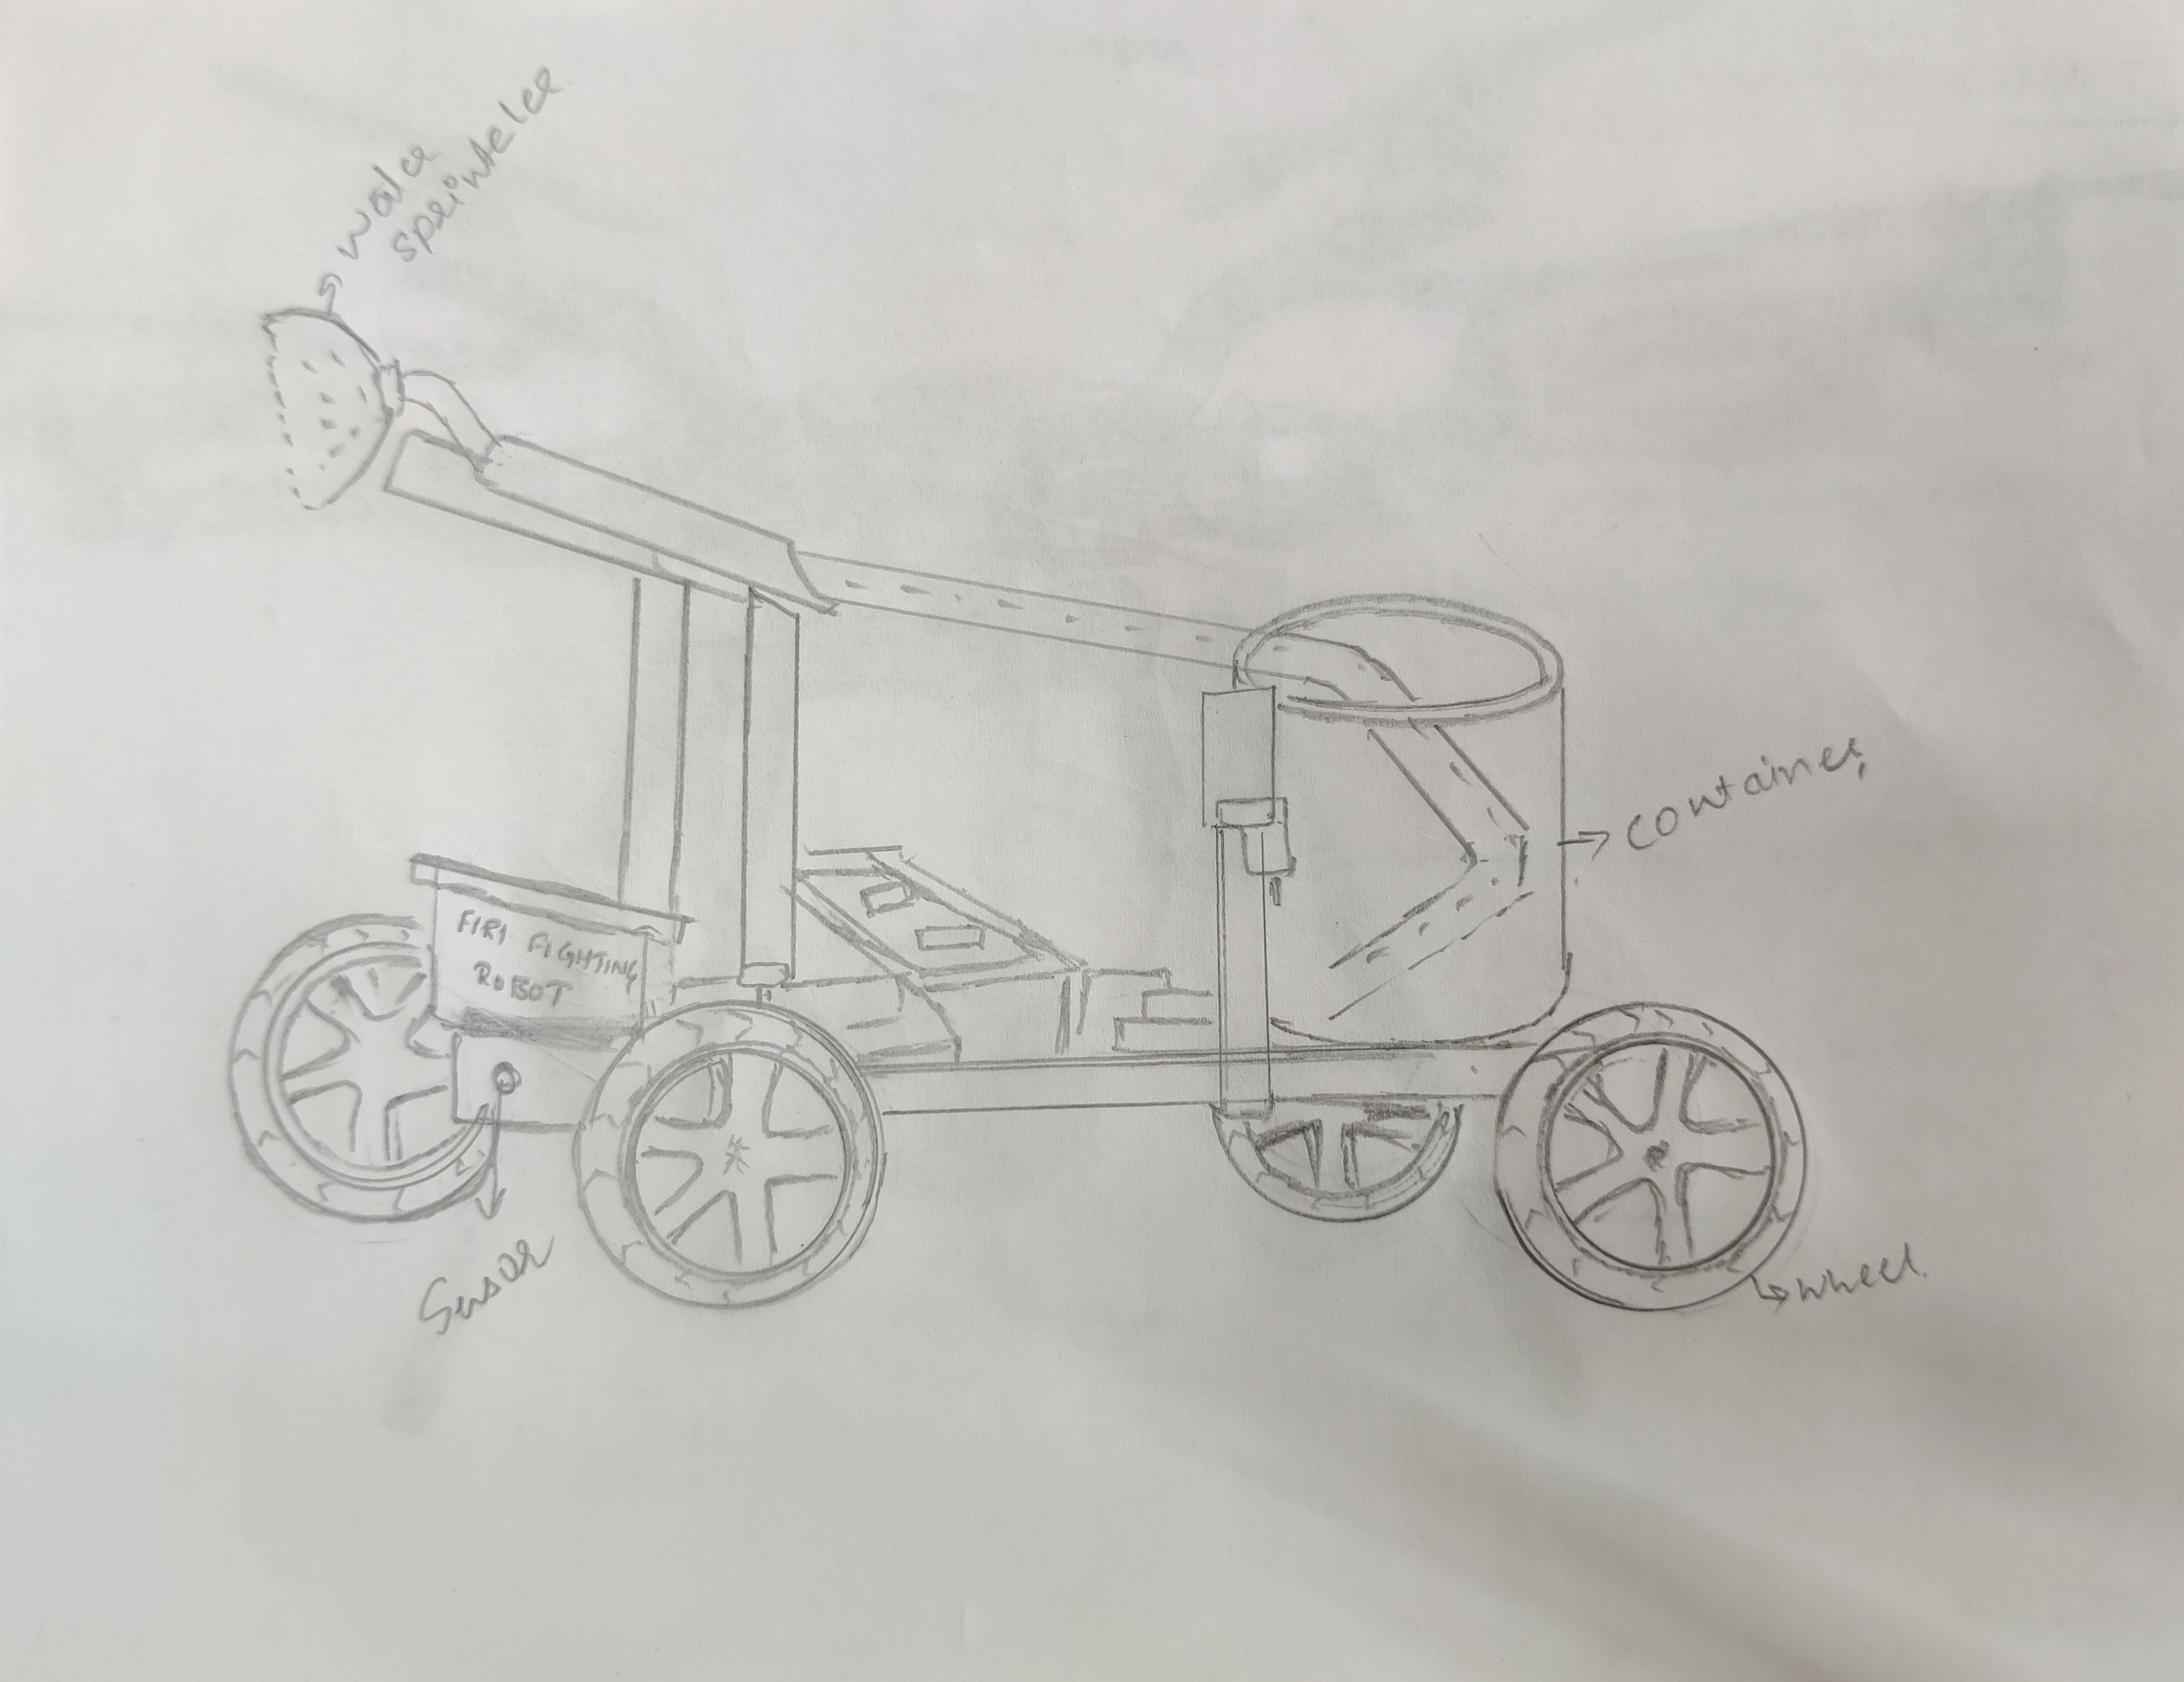 water
sprinkler
container
FIRI FIGHTING
ROBOT
Sensor
wheel